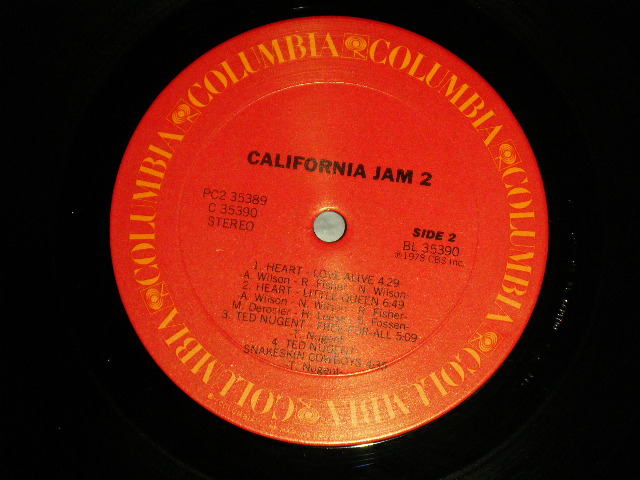 COLUMBIA COLUMBIA COLUMBIA COLUMBIA COLUMBIA COLUMBIA
CALIFORNIA JAM 2
PC2 35389
C 35390
STEREO
SIDE 2
BL 35390
℗ 1978 CBS Inc.
1. HEART - LOVE ALIVE 4:29
-A. Wilson - R. Fisher - N. Wilson-
2. HEART - LITTLE QUEEN 6:49
-A. Wilson - N. Wilson - R. Fisher-
M. Derosier - H. Leese - S. Fossen-
3. TED NUGENT - FREE-FOR-ALL 5:09
-T. Nugent-
4. TED NUGENT-
SNAKESKIN COWBOYS
-T. Nugent-